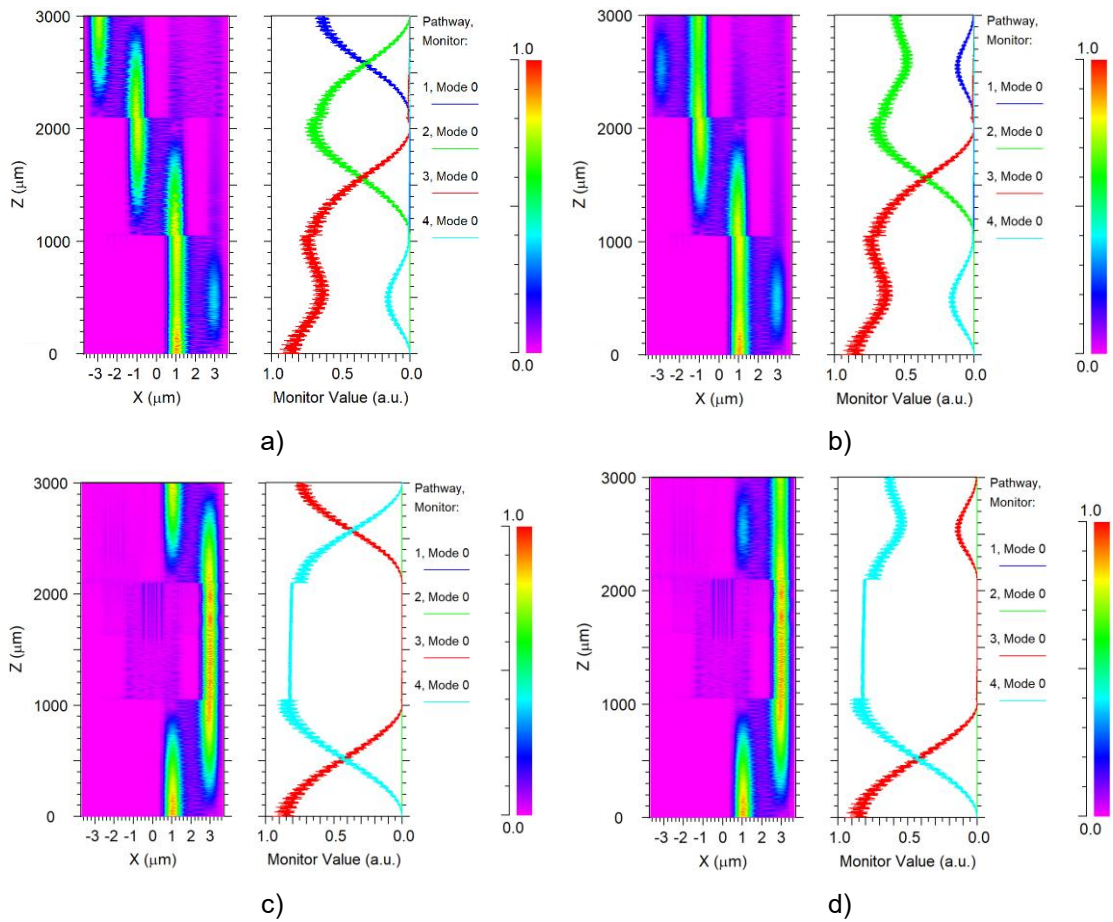 3000
2000
1000
0
Z (μm)
-3 -2 -1 0 1 2 3
X (μm)
1.0 0.5 0.0
Monitor Value (a.u.)
Pathway,
Monitor:
1, Mode 0
2, Mode 0
3, Mode 0
4, Mode 0
1.0
0.0
a)
3000
2000
1000
0
Z (μm)
-3 -2 -1 0 1 2 3
X (μm)
1.0 0.5 0.0
Monitor Value (a.u.)
Pathway,
Monitor:
1, Mode 0
2, Mode 0
3, Mode 0
4, Mode 0
1.0
0.0
b)
3000
2000
1000
0
Z (μm)
-3 -2 -1 0 1 2 3
X (μm)
1.0 0.5 0.0
Monitor Value (a.u.)
Pathway,
Monitor:
1, Mode 0
2, Mode 0
3, Mode 0
4, Mode 0
1.0
0.0
c)
3000
2000
1000
0
Z (μm)
-3 -2 -1 0 1 2 3
X (μm)
1.0 0.5 0.0
Monitor Value (a.u.)
Pathway,
Monitor:
1, Mode 0
2, Mode 0
3, Mode 0
4, Mode 0
1.0
0.0
d)